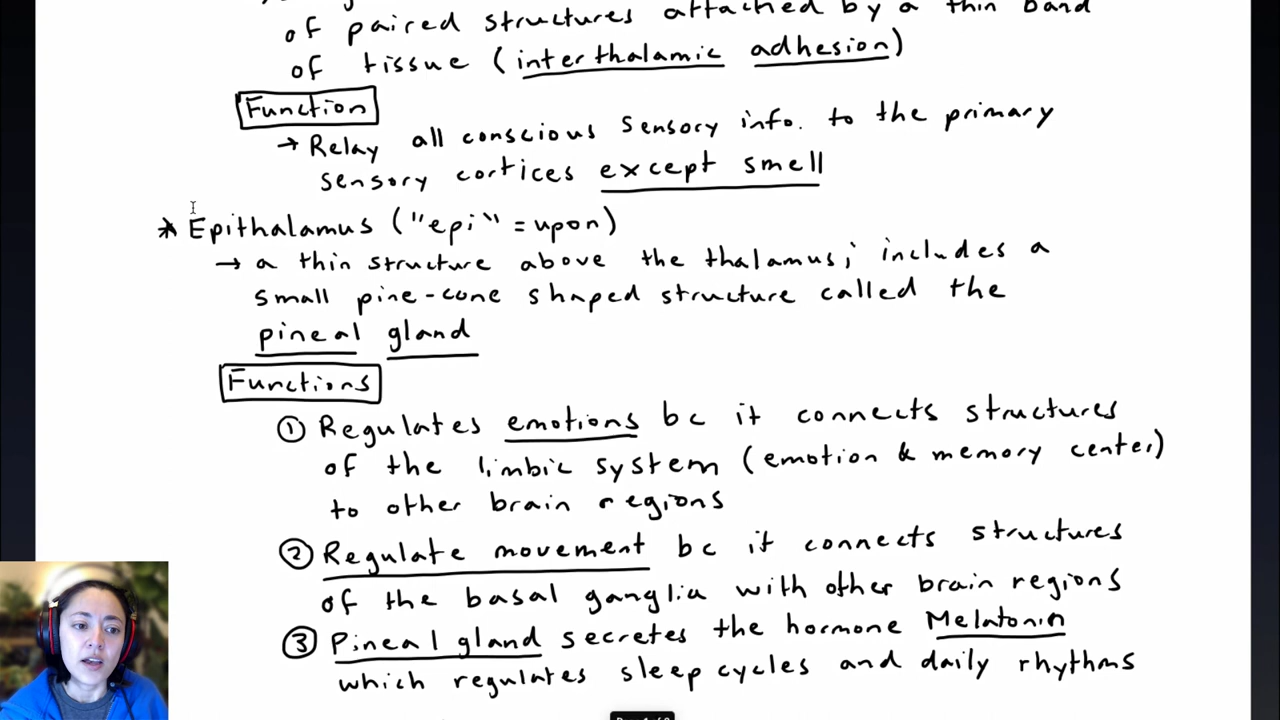 of paired structures attached by a thin band
of tissue (interthalamic adhesion)
Function
→ Relay all conscious sensory info. to the primary
sensory cortices except smell
* Epithalamus ("epi" = upon)
→ a thin structure above the thalamus; includes a
small pine-cone shaped structure called the
pineal gland
Functions
① Regulates emotions bc it connects structures
of the limbic system (emotion & memory center)
to other brain regions
② Regulate movement bc it connects structures
of the basal ganglia with other brain regions
③ Pineal gland secretes the hormone Melatonin
which regulates sleep cycles and daily rhythms